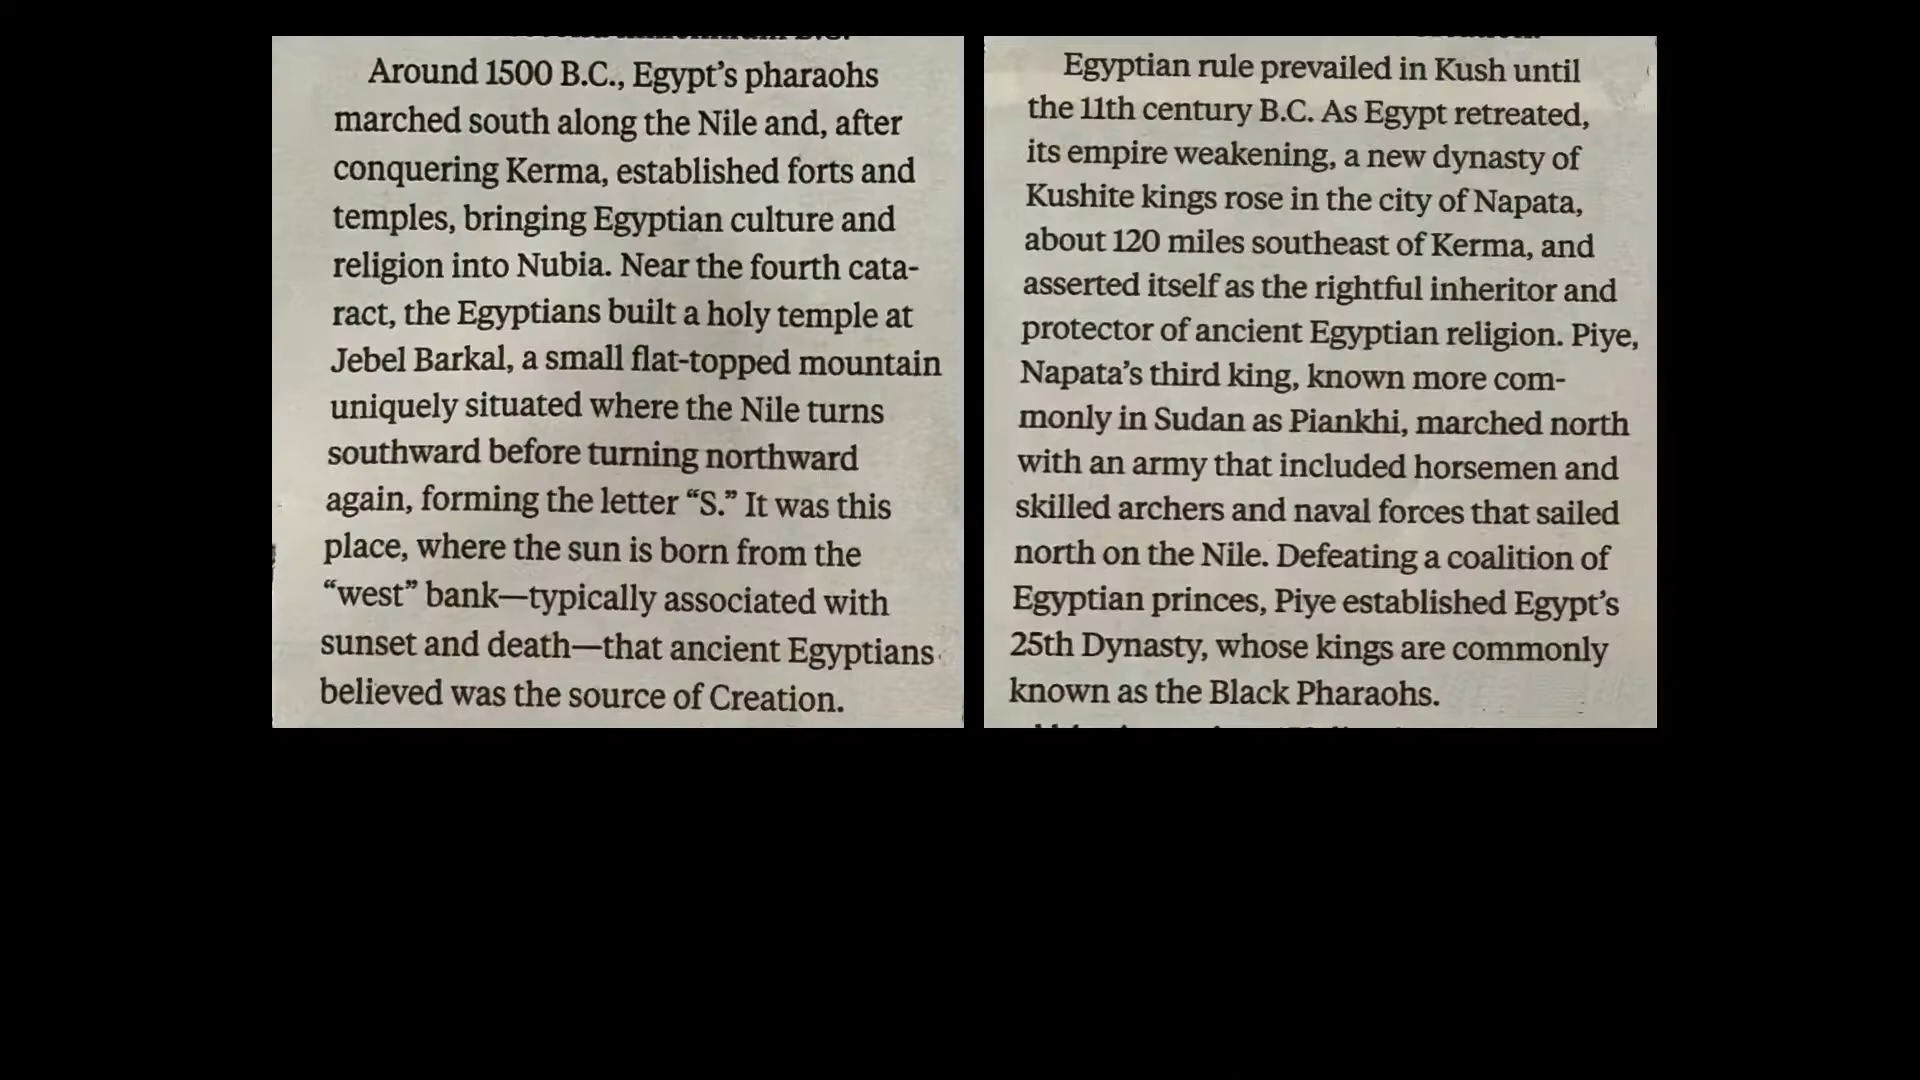 Around 1500 B.C., Egypt’s pharaohs
marched south along the Nile and, after
conquering Kerma, established forts and
temples, bringing Egyptian culture and
religion into Nubia. Near the fourth cata-
ract, the Egyptians built a holy temple at
Jebel Barkal, a small flat-topped mountain
uniquely situated where the Nile turns
southward before turning northward
again, forming the letter “S.” It was this
place, where the sun is born from the
“west” bank—typically associated with
sunset and death—that ancient Egyptians
believed was the source of Creation.
Egyptian rule prevailed in Kush until
the 11th century B.C. As Egypt retreated,
its empire weakening, a new dynasty of
Kushite kings rose in the city of Napata,
about 120 miles southeast of Kerma, and
asserted itself as the rightful inheritor and
protector of ancient Egyptian religion. Piye,
Napata’s third king, known more com-
monly in Sudan as Piankhi, marched north
with an army that included horsemen and
skilled archers and naval forces that sailed
north on the Nile. Defeating a coalition of
Egyptian princes, Piye established Egypt’s
25th Dynasty, whose kings are commonly
known as the Black Pharaohs.